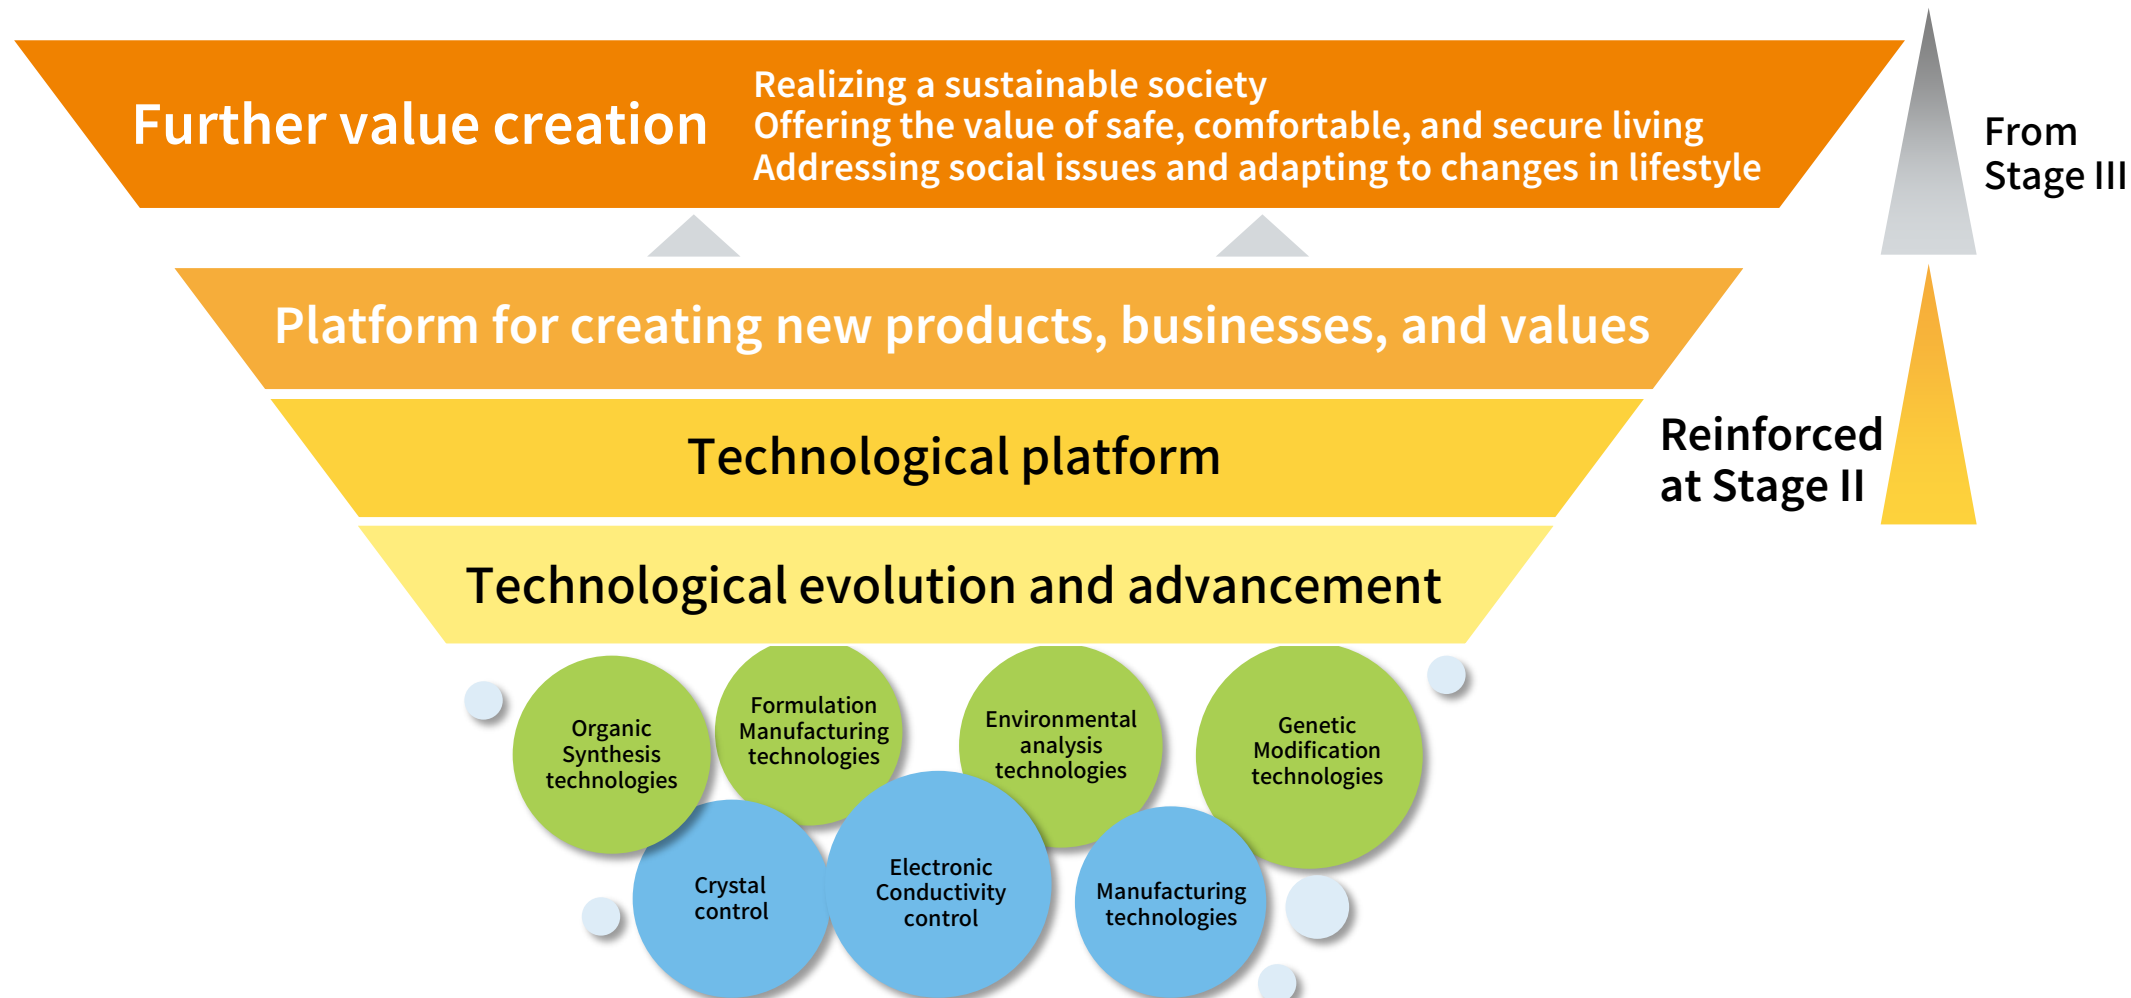 Further value creation
Realizing a sustainable society
Offering the value of safe, comfortable, and secure living
Addressing social issues and adapting to changes in lifestyle
From
Stage III
Platform for creating new products, businesses, and values
Technological platform
Reinforced
at Stage II
Technological evolution and advancement
Organic
Synthesis
technologies
Formulation
Manufacturing
technologies
Environmental
analysis
technologies
Genetic
Modification
technologies
Crystal
control
Electronic
Conductivity
control
Manufacturing
technologies